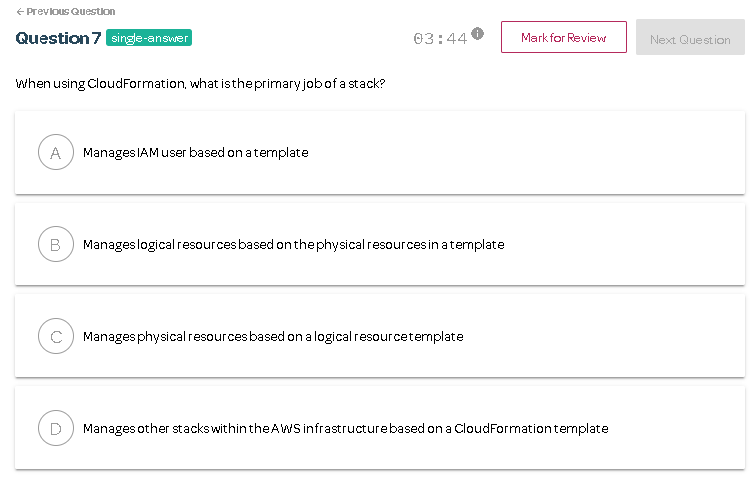 ← Previous Question
Question 7 single-answer 03:44 i Mark for Review Next Question
When using CloudFormation, what is the primary job of a stack?
A Manages IAM user based on a template
B Manages logical resources based on the physical resources in a template
C Manages physical resources based on a logical resource template
D Manages other stacks within the AWS infrastructure based on a CloudFormation template